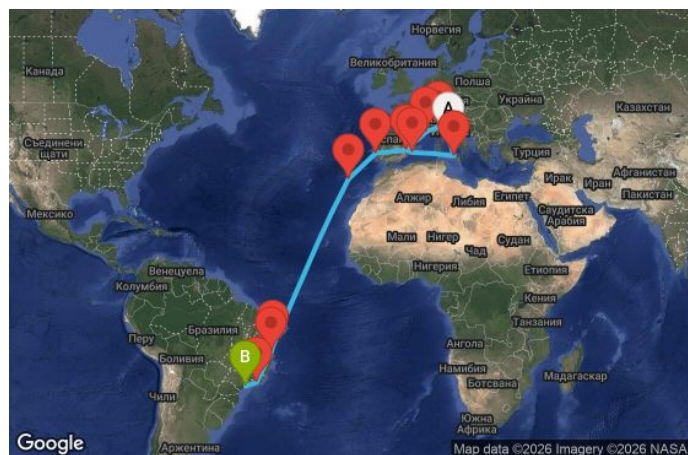 Норвегия
Канада
Великобритания
Полша
Украйна
Казахстан
A
Съединени
щати
Турция
Афганистан
Ирак
Иран
Пакистан
Алжир
Либия
Египет
Саудитска
Арабия
Мексико
Мали
Нигер
Чад
Судан
Венецуела
Нигерия
Етиопия
Колумбия
Кения
Бразилия
Танзания
Перу
Ангола
B
Боливия
Намибия
Мадагаскар
Ботсвана
Чили
Южна
Африка
Google
Аржентина
Map data ©2026 Imagery ©2026 NASA